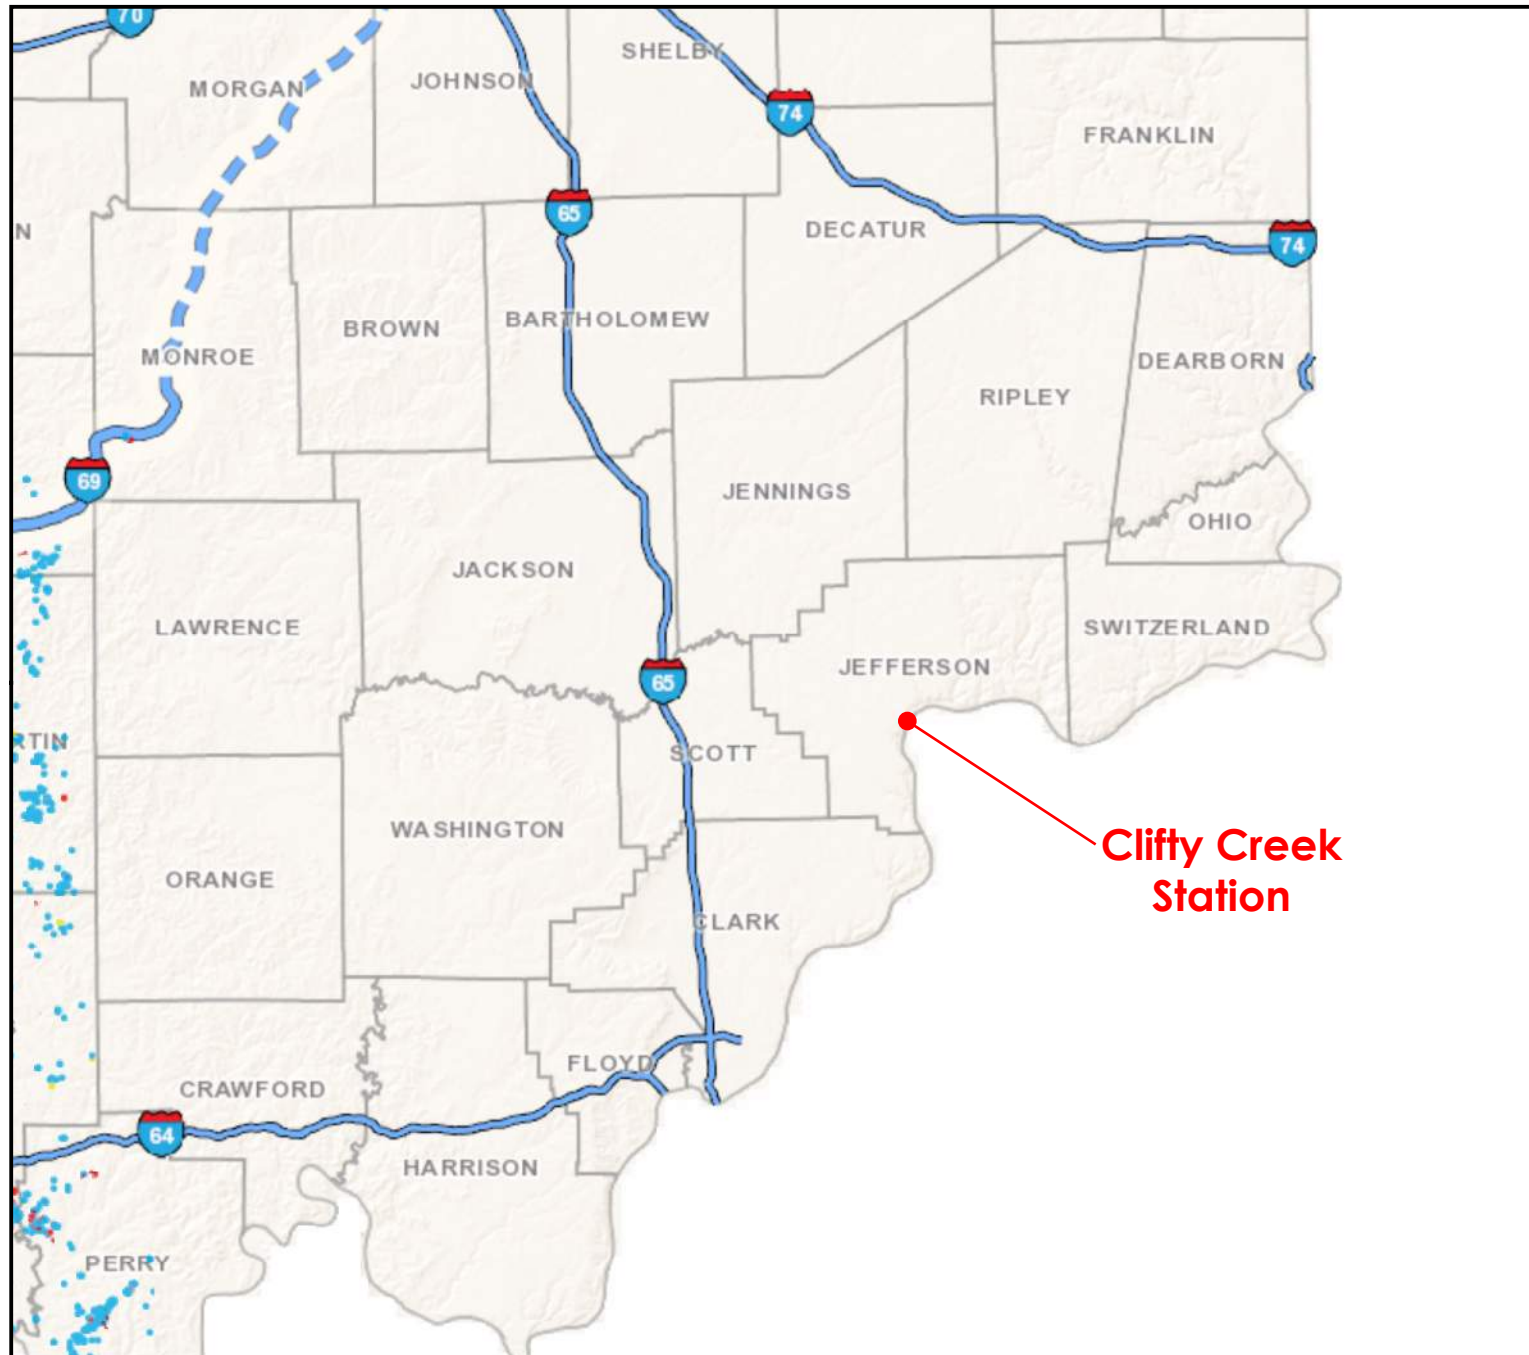 70
SHELBY
JOHNSON
MORGAN
74
FRANKLIN
65
N
DECATUR
74
BARTHOLOMEW
BROWN
MONROE
DEARBORN
RIPLEY
69
JENNINGS
OHIO
JACKSON
LAWRENCE
SWITZERLAND
JEFFERSON
65
RTIN
SCOTT
WASHINGTON
Clifty Creek
Station
ORANGE
CLARK
FLOYD
CRAWFORD
64
HARRISON
PERRY